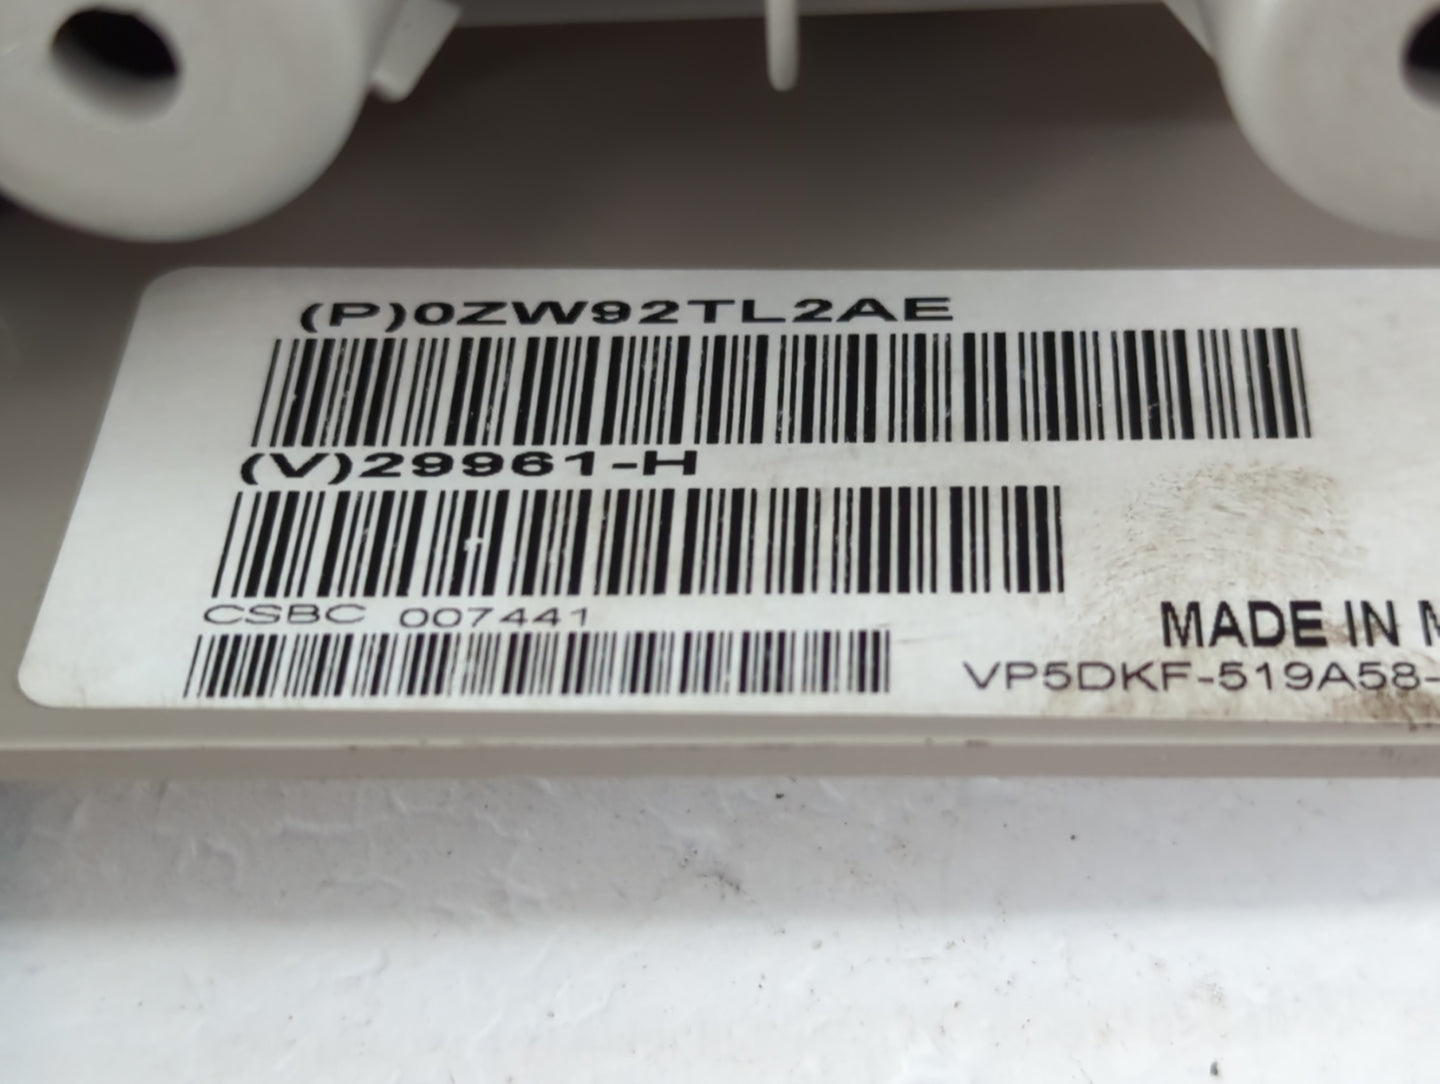 (P)0ZW92TL2AE
(V)29961-H
CSBC 007441
MADE IN
VP5DKF-519A58-